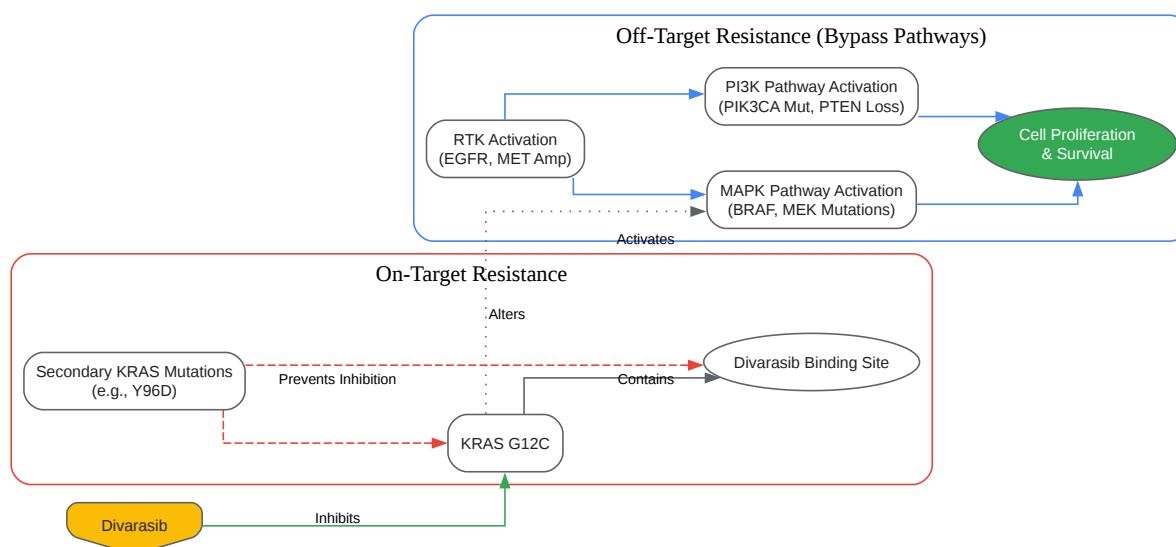 Off-Target Resistance (Bypass Pathways)
PI3K Pathway Activation
(PIK3CA Mut, PTEN Loss)
RTK Activation
(EGFR, MET Amp)
Cell Proliferation
& Survival
MAPK Pathway Activation
(BRAF, MEK Mutations)
Activates
On-Target Resistance
Alters
Secondary KRAS Mutations
(e.g., Y96D)
Prevents Inhibition
Contains
Divarasib Binding Site
KRAS G12C
Divarasib
Inhibits